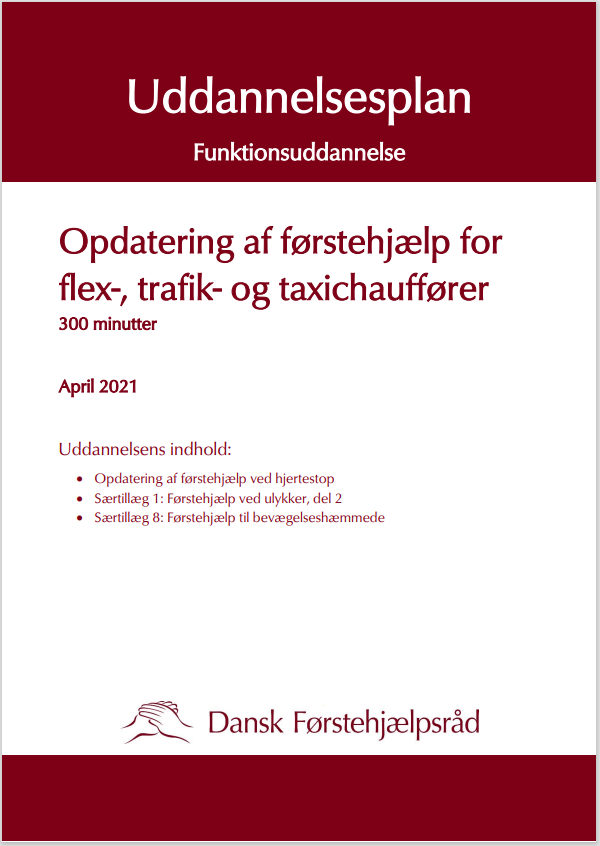 Uddannelsesplan
Funktionsuddannelse
Opdatering af førstehjælp for
flex-, trafik- og taxichauffører
300 minutter
April 2021
Uddannelsens indhold:
• Opdatering af førstehjælp ved hjertestop
• Særtillæg 1: Førstehjælp ved ulykker, del 2
• Særtillæg 8: Førstehjælp til bevægelseshæmmede
Dansk Førstehjælpsråd